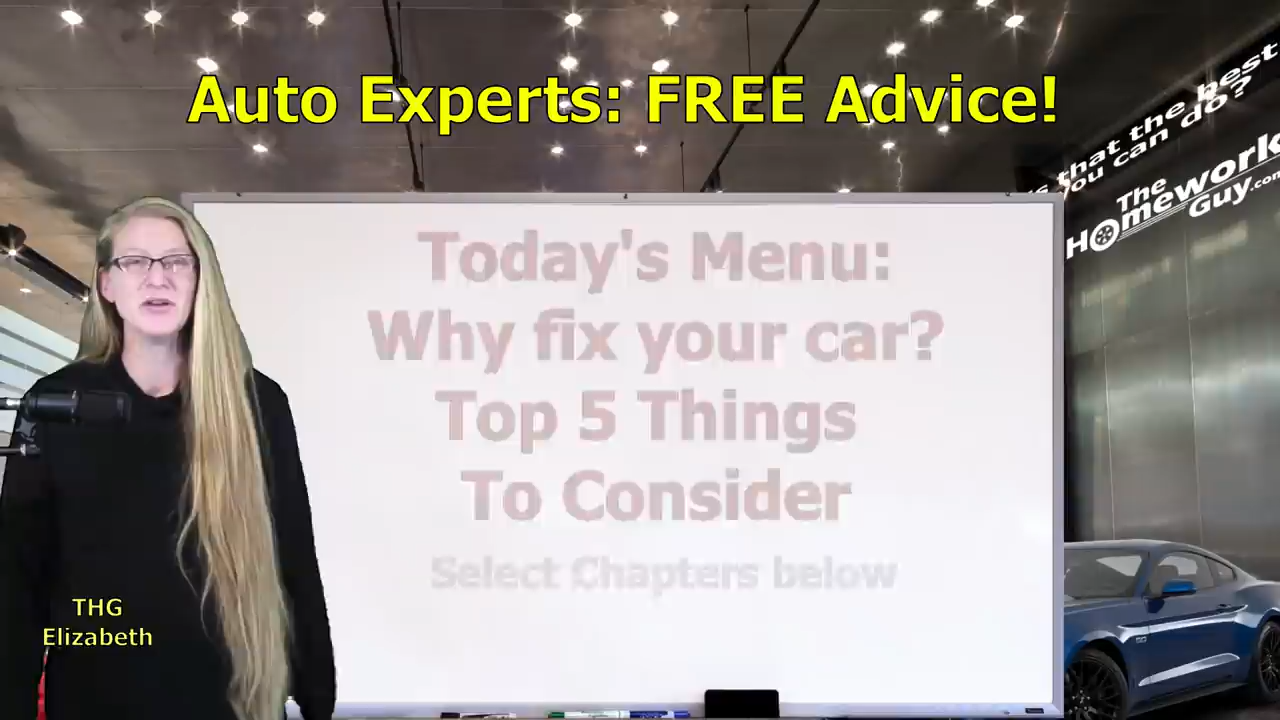 Auto Experts: FREE Advice!
Is that the best
you can do?
The
Homework
Guy.com
Today's Menu:
Why fix your car?
Top 5 Things
To Consider
Select Chapters below
THG
Elizabeth